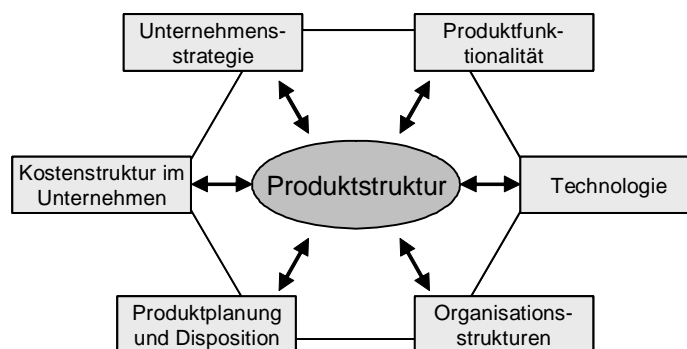 Unternehmens-
strategie
Produktfunk-
tionalität
Kostenstruktur im
Unternehmen
Produktstruktur
Technologie
Produktplanung
und Disposition
Organisations-
strukturen